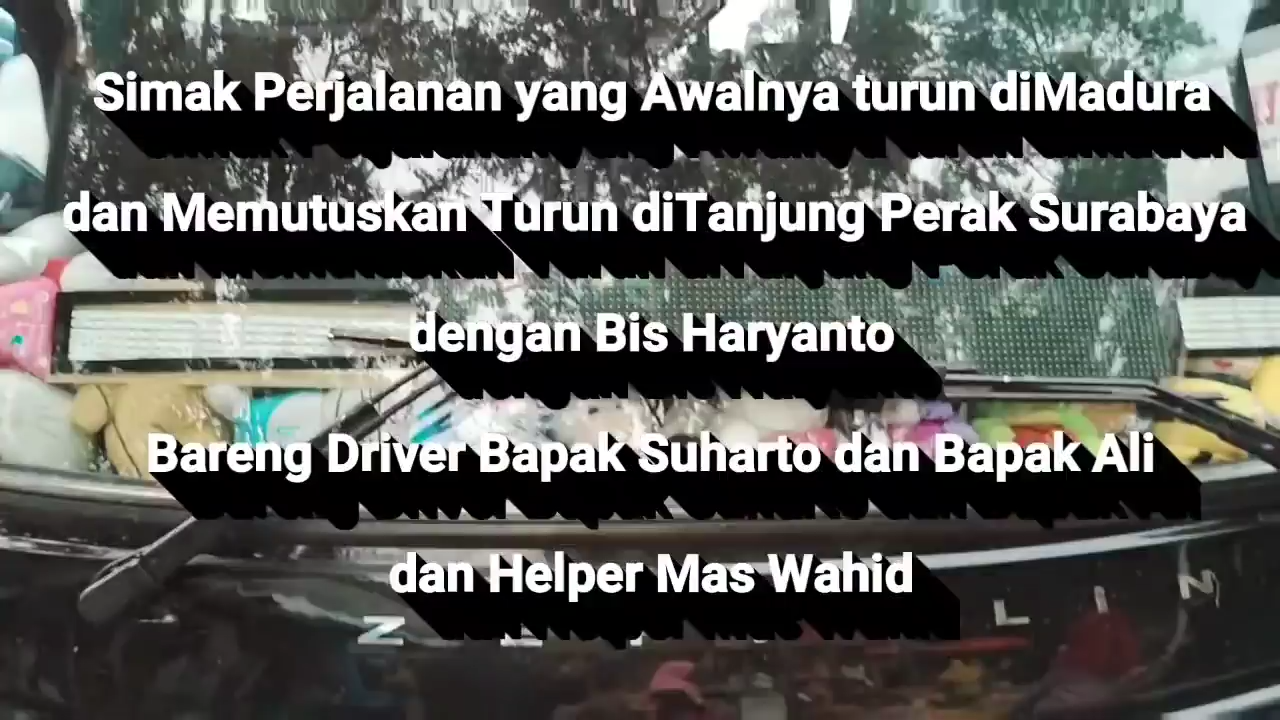 Simak Perjalanan yang Awalnya turun diMadura
dan Memutuskan Turun diTanjung Perak Surabaya
dengan Bis Haryanto
Bareng Driver Bapak Suharto dan Bapak Ali
dan Helper Mas Wahid